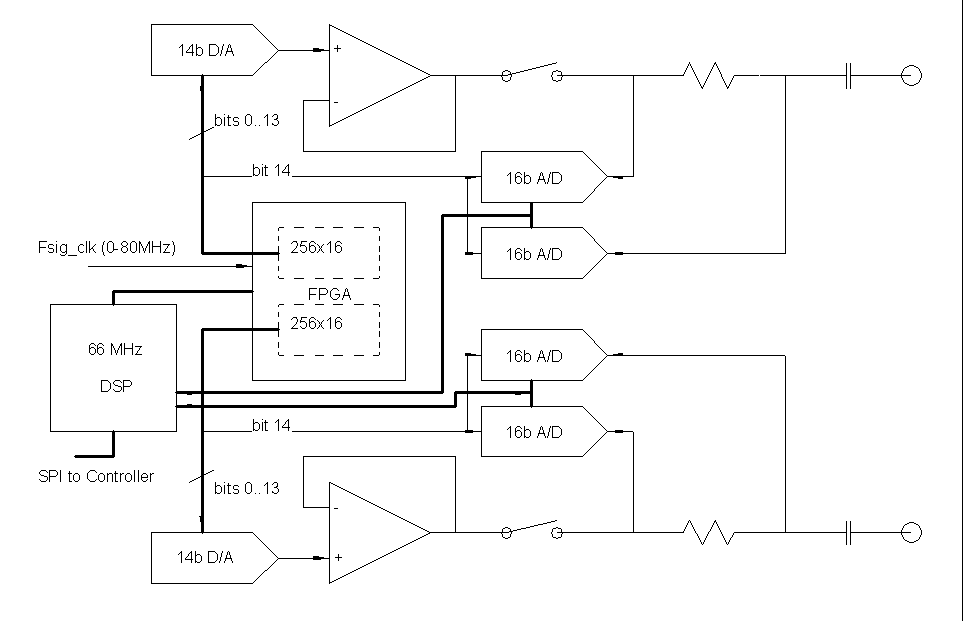 14b D/A
+
-
bits 0..13
bit 14
16b A/D
Fsig_clk (0-80MHz)
256x16
16b A/D
FPGA
256x16
66 MHz
DSP
16b A/D
bit 14
16b A/D
SPI to Controller
bits 0..13
-
14b D/A
+